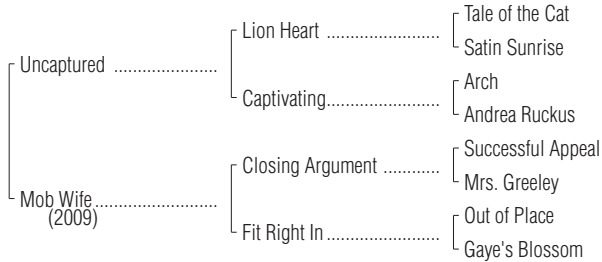 Tale of the Cat
Lion Heart ........................
Satin Sunrise
Uncaptured ......................
Arch
Captivating........................
Andrea Ruckus
Successful Appeal
Closing Argument ............
Mrs. Greeley
Mob Wife..........................
(2009)
Out of Place
Fit Right In........................
Gaye's Blossom